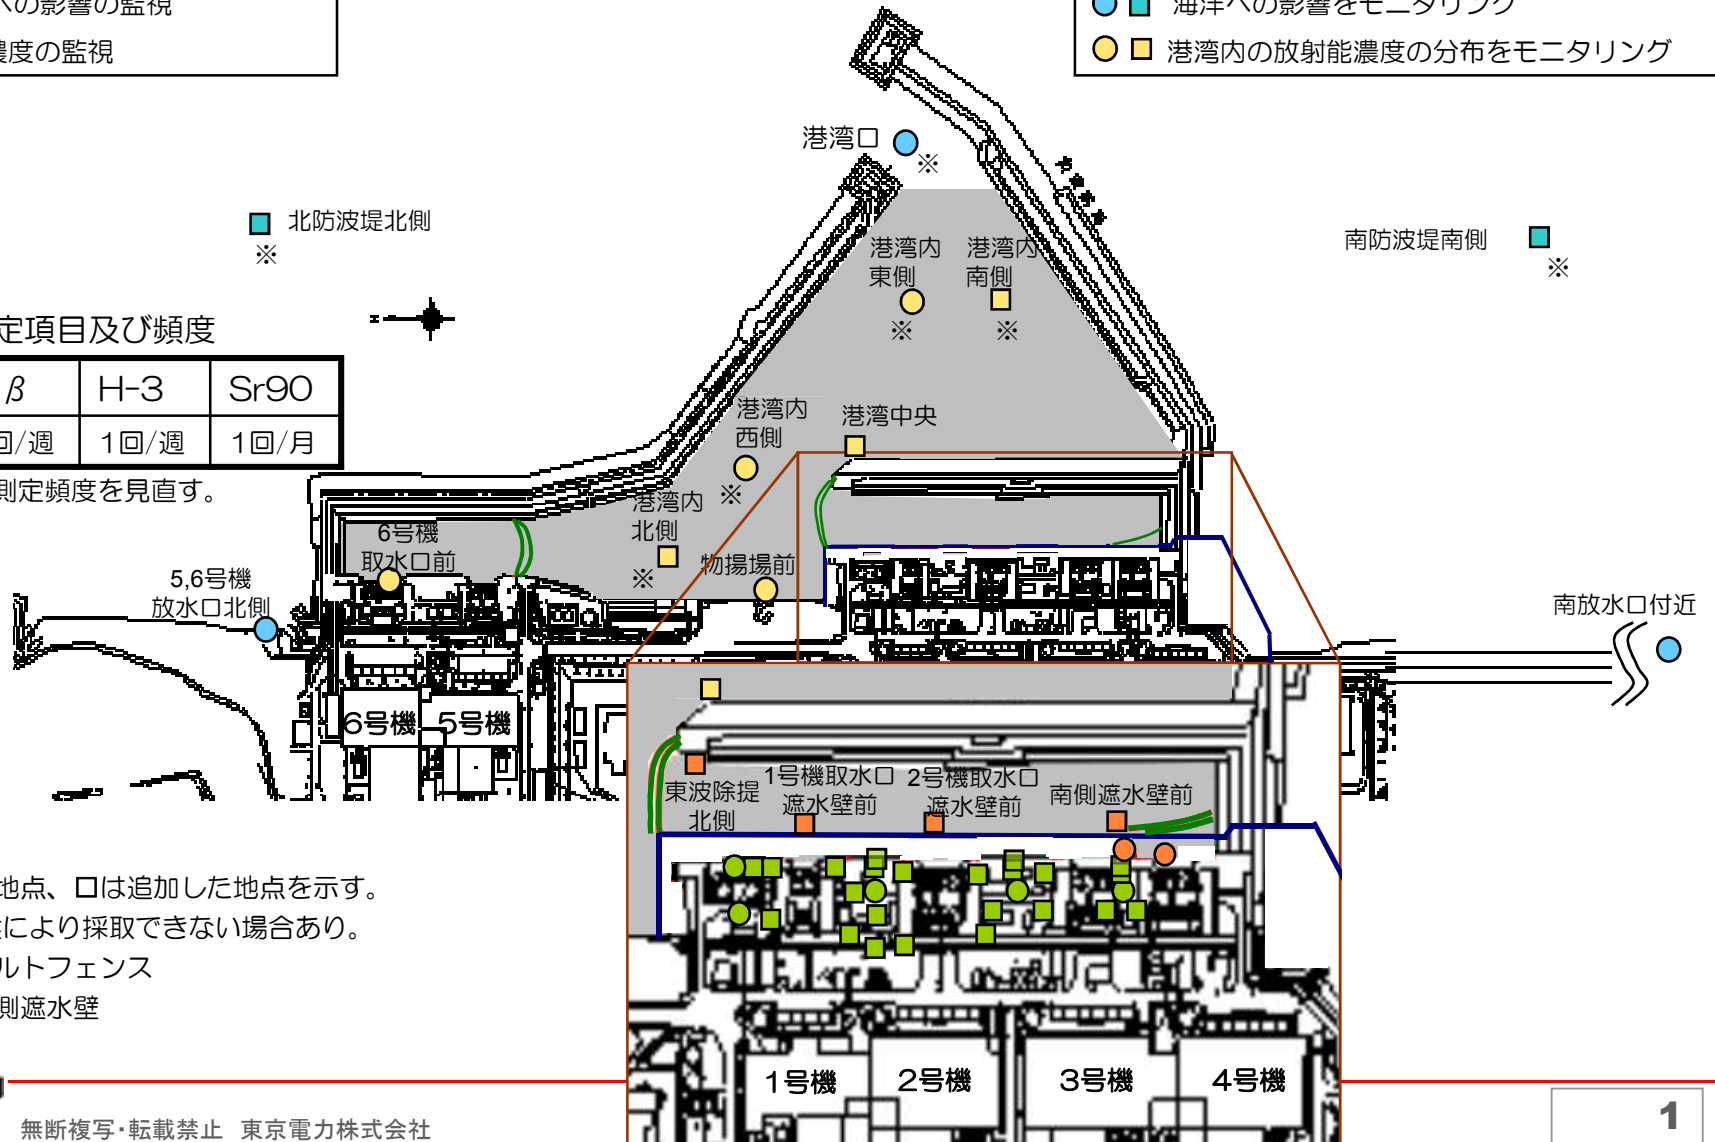 への影響の監視
農度の監視
海洋への影響をモニタリング
港湾内の放射能濃度の分布をモニタリング
港湾口
※
北防波堤北側
※
南防波堤南側
※
港湾内
東側
※
港湾内
南側
※
定項目及び頻度
β H-3 Sr90
回/週 1回/週 1回/月
測定頻度を見直す。
港湾内
西側
※
港湾中央
港湾内
北側
※
物揚場前
6号機
取水口前
5,6号機
放水口北側
南放水口付近
6号機 5号機
東波除堤
北側
1号機取水口
遮水壁前
2号機取水口
遮水壁前
南側遮水壁前
地点、口は追加した地点を示す。
により採取できない場合あり。
ルトフェンス
側遮水壁
1号機 2号機 3号機 4号機
無断複写・転載禁止 東京電力株式会社
1